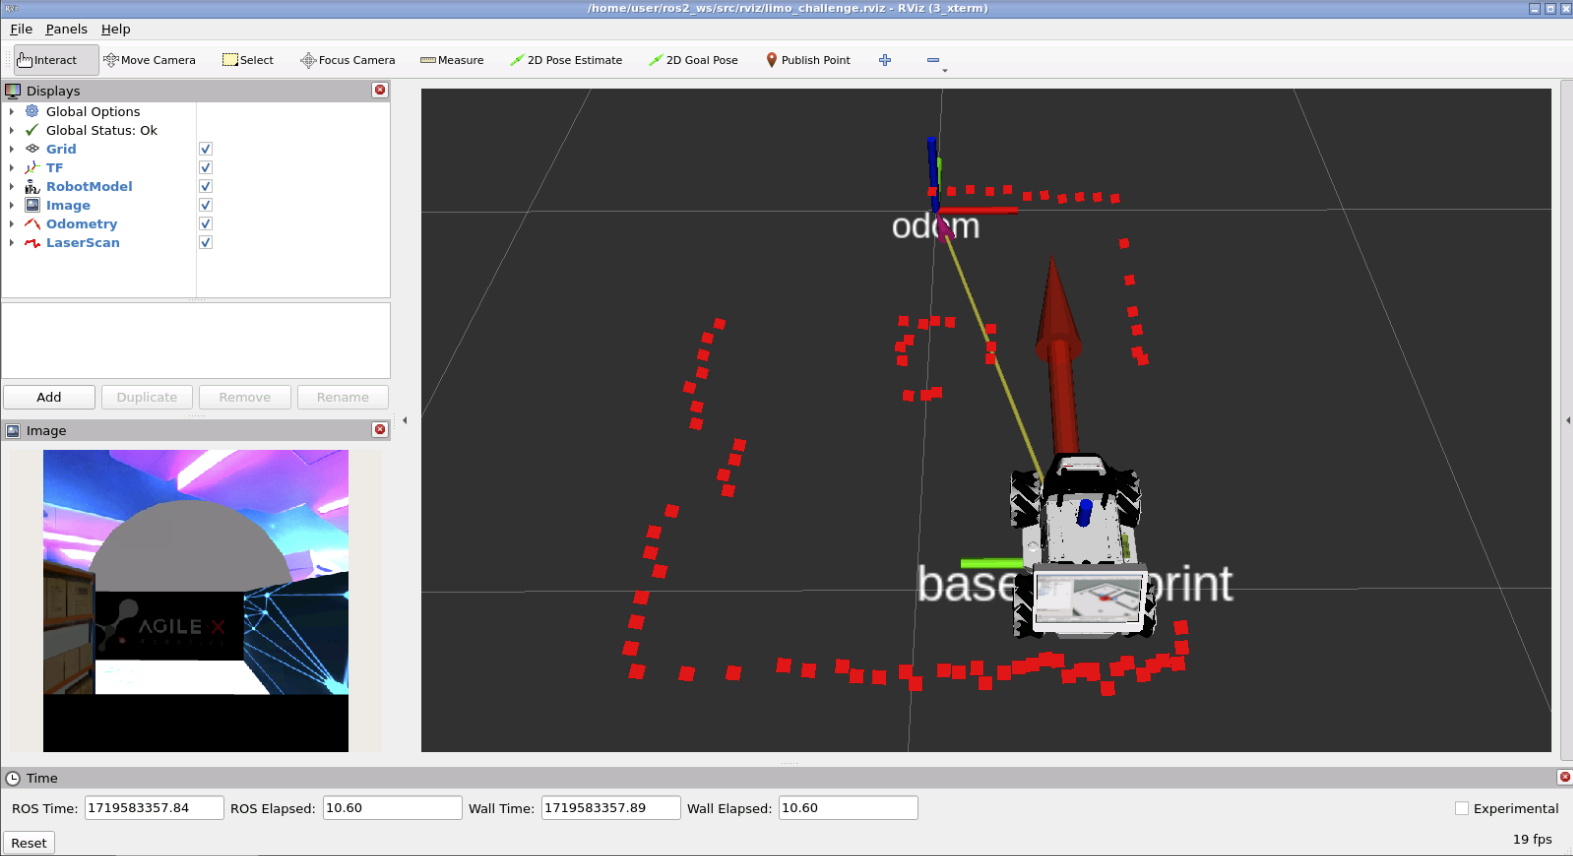 /home/user/ros2_ws/src/rviz/limo_challenge.rviz - RViz (3_xterm)
File Panels Help
Interact Move Camera Select Focus Camera Measure 2D Pose Estimate 2D Goal Pose Publish Point
Displays
Global Options
Global Status: Ok
Grid
TF
RobotModel
Image
Odometry
LaserScan
Add Duplicate Remove Rename
Image
AGILE X
odom
base print
Time
ROS Time: 1719583357.84 ROS Elapsed: 10.60 Wall Time: 1719583357.89 Wall Elapsed: 10.60 Experimental
Reset 19 fps